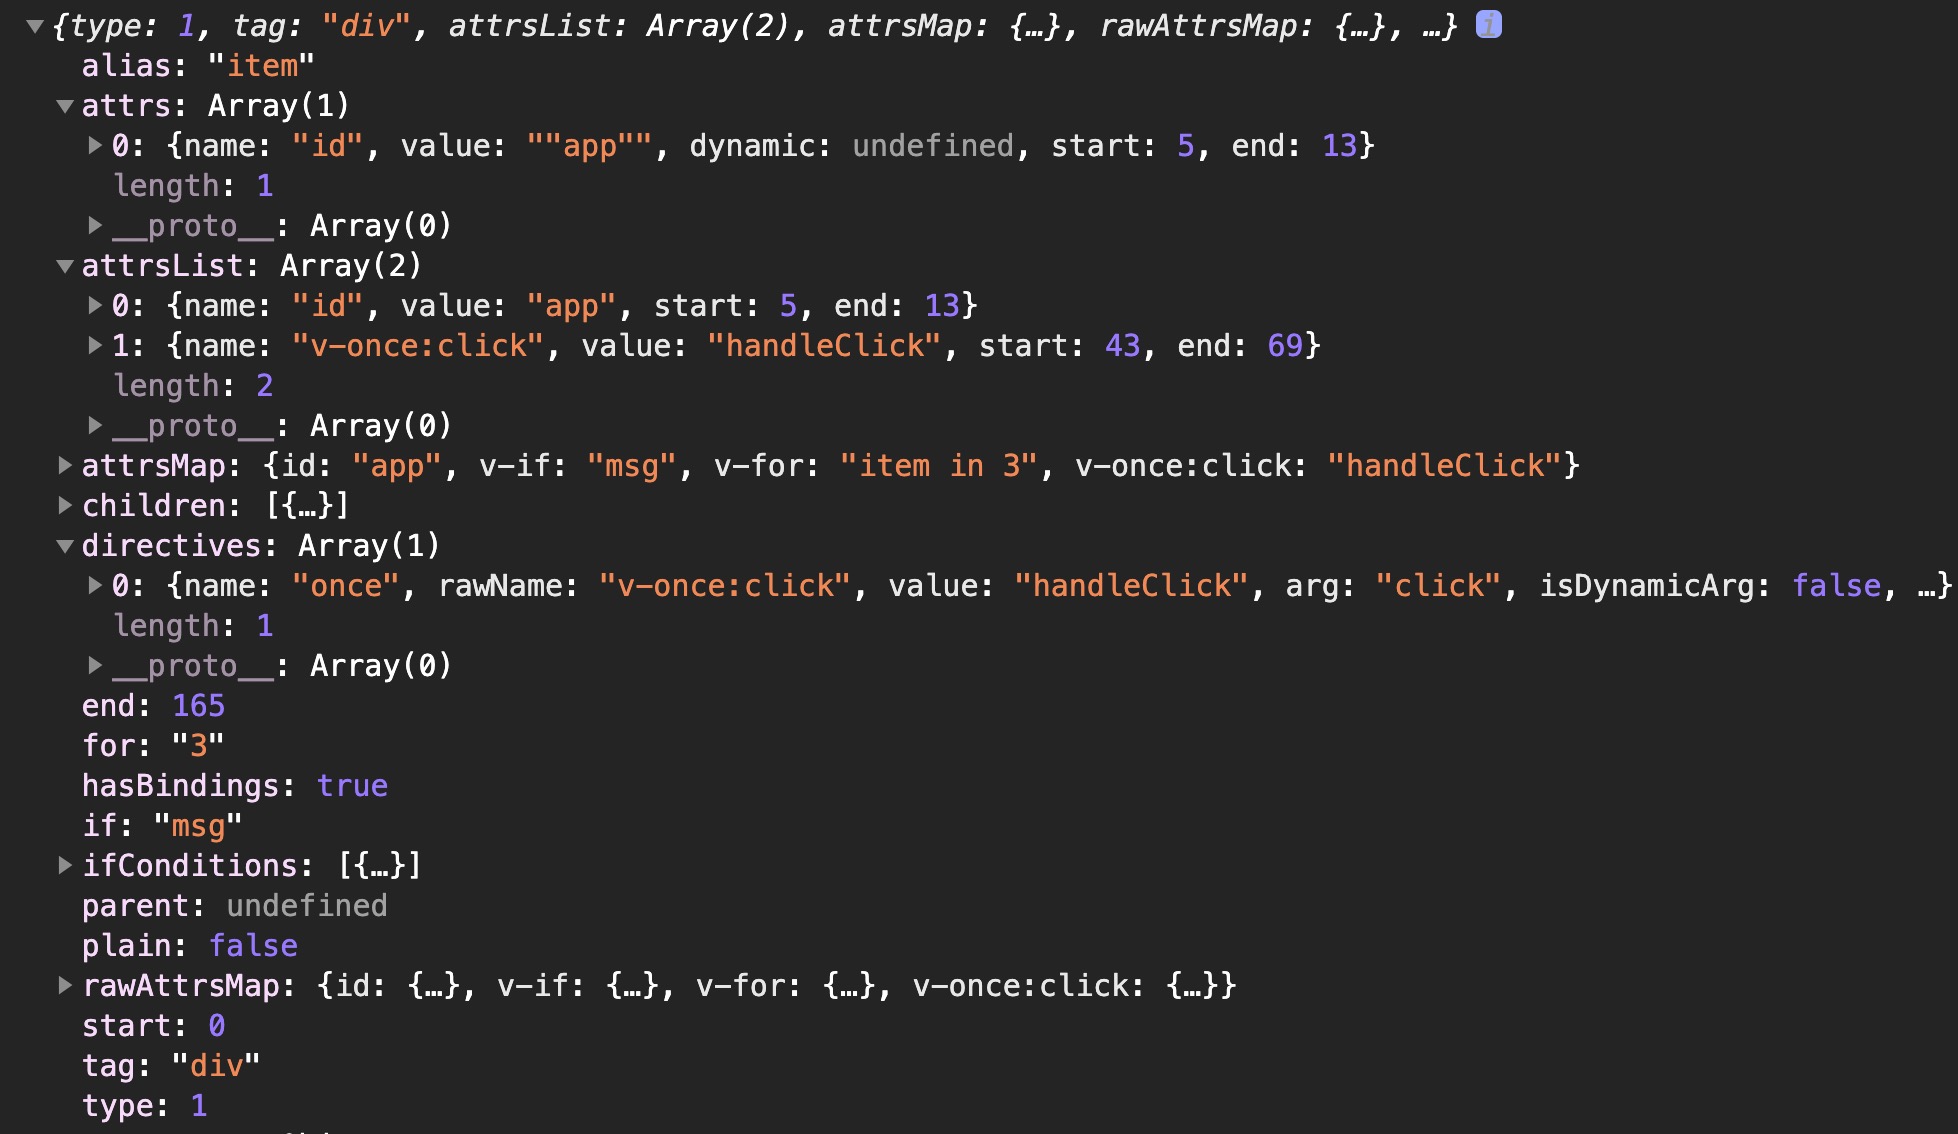 ▼{type: 1, tag: "div", attrsList: Array(2), attrsMap: {…}, rawAttrsMap: {…}, …} i
alias: "item"
▼attrs: Array(1)
▶0: {name: "id", value: ""app"", dynamic: undefined, start: 5, end: 13}
length: 1
▶__proto__: Array(0)
▼attrsList: Array(2)
▶0: {name: "id", value: "app", start: 5, end: 13}
▶1: {name: "v-once:click", value: "handleClick", start: 43, end: 69}
length: 2
▶__proto__: Array(0)
▶attrsMap: {id: "app", v-if: "msg", v-for: "item in 3", v-once:click: "handleClick"}
▶children: [{…}]
▼directives: Array(1)
▶0: {name: "once", rawName: "v-once:click", value: "handleClick", arg: "click", isDynamicArg: false, …}
length: 1
▶__proto__: Array(0)
end: 165
for: "3"
hasBindings: true
if: "msg"
▶ifConditions: [{…}]
parent: undefined
plain: false
▶rawAttrsMap: {id: {…}, v-if: {…}, v-for: {…}, v-once:click: {…}}
start: 0
tag: "div"
type: 1